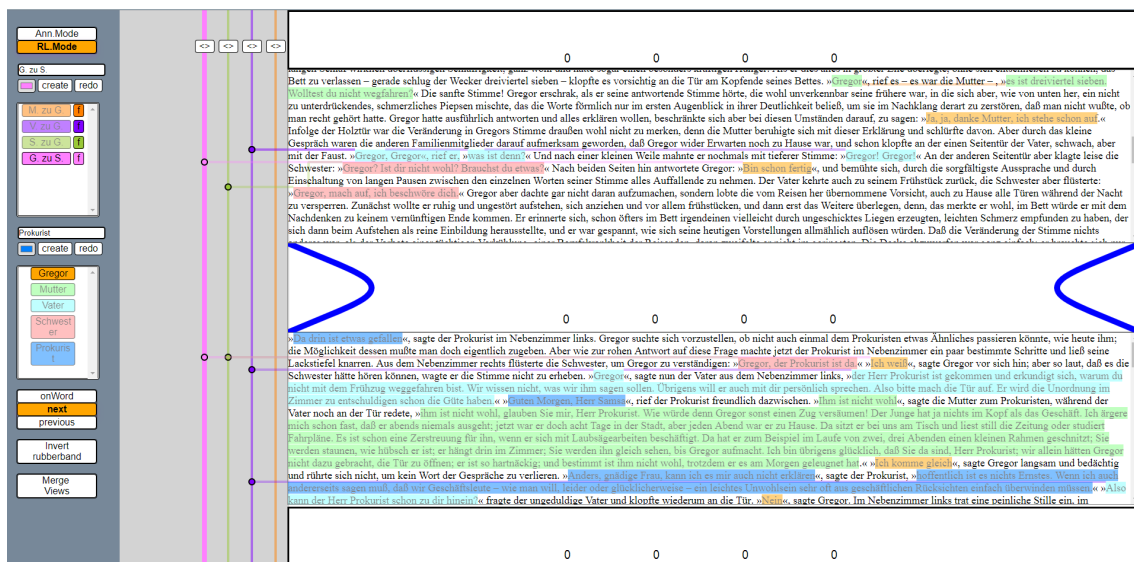 Ann.Mode
RL.Mode
G. zu S.
create redo
M. zu G. f
V. zu G. f
S. zu G. f
G. zu S. f
Prokurist
create redo
Gregor
Mutter
Vater
Schwest
er
Prokuris
t
onWord
next
previous
Invert
rubberband
Merge
Views
<> <> <> <>
0 0 0 0
Bett zu verlassen – gerade schlug der Wecker dreiviertel sieben – klopfte es vorsichtig an die Tür am Kopfende seines Bettes. »Gregor«, rief es – es war die Mutter – , »es ist dreiviertel sieben.
Wolltest du nicht wegfahren?« Die sanfte Stimme! Gregor erschrak, als er seine antwortende Stimme hörte, die wohl unverkennbar seine frühere war, in die sich aber, wie von unten her, ein nicht
zu unterdrückendes, schmerzliches Piepsen mischte, das die Worte förmlich nur im ersten Augenblick in ihrer Deutlichkeit beließ, um sie im Nachklang derart zu zerstören, daß man nicht wußte, ob
man recht gehört hatte. Gregor hatte ausführlich antworten und alles erklären wollen, beschränkte sich aber bei diesen Umständen darauf, zu sagen: »Ja, ja, danke Mutter, ich stehe schon auf.«
Infolge der Holztür war die Veränderung in Gregors Stimme draußen wohl nicht zu merken, denn die Mutter beruhigte sich mit dieser Erklärung und schlürfte davon. Aber durch das kleine
Gespräch waren die anderen Familienmitglieder darauf aufmerksam geworden, daß Gregor wider Erwarten noch zu Hause war, und schon klopfte an der einen Seitentür der Vater, schwach, aber
mit der Faust. »Gregor, Gregor«, rief er, »was ist denn?« Und nach einer kleinen Weile mahnte er nochmals mit tieferer Stimme: »Gregor! Gregor!« An der anderen Seitentür aber klagte leise die
Schwester: »Gregor? Ist dir nicht wohl? Brauchst du etwas?« Nach beiden Seiten hin antwortete Gregor: »Bin schon fertig«, und bemühte sich, durch die sorgfältigste Aussprache und durch
Einschaltung von langen Pausen zwischen den einzelnen Worten seiner Stimme alles Auffallende zu nehmen. Der Vater kehrte auch zu seinem Frühstück zurück, die Schwester aber flüsterte:
»Gregor, mach auf, ich beschwöre dich.« Gregor aber dachte gar nicht daran aufzumachen, sondern lobte die vom Reisen her übernommene Vorsicht, auch zu Hause alle Türen während der Nacht
zu versperren. Zunächst wollte er ruhig und ungestört aufstehen, sich anziehen und vor allem frühstücken, und dann erst das Weitere überlegen, denn, das merkte er wohl, im Bett würde er mit dem
Nachdenken zu keinem vernünftigen Ende kommen. Er erinnerte sich, schon öfters im Bett irgendeinen vielleicht durch ungeschicktes Liegen erzeugten, leichten Schmerz empfunden zu haben, der
sich dann beim Aufstehen als reine Einbildung herausstellte, und er war gespannt, wie sich seine heutigen Vorstellungen allmählich auflösen würden. Daß die Veränderung der Stimme nichts
0 0 0 0
»Da drin ist etwas gefallen«, sagte der Prokurist im Nebenzimmer links. Gregor suchte sich vorzustellen, ob nicht auch einmal dem Prokuristen etwas Ähnliches passieren könnte, wie heute ihm;
die Möglichkeit dessen mußte man doch eigentlich zugeben. Aber wie zur rohen Antwort auf diese Frage machte jetzt der Prokurist im Nebenzimmer ein paar bestimmte Schritte und ließ seine
Lackstiefel knarren. Aus dem Nebenzimmer rechts flüsterte die Schwester, um Gregor zu verständigen: »Gregor, der Prokurist ist da.« »Ich weiß«, sagte Gregor vor sich hin; aber so laut, daß es die
Schwester hätte hören können, wagte er die Stimme nicht zu erheben. »Gregor«, sagte nun der Vater aus dem Nebenzimmer links, »der Herr Prokurist ist gekommen und erkundigt sich, warum du
nicht mit dem Frühzug weggefahren bist. Wir wissen nicht, was wir ihm sagen sollen. Übrigens will er auch mit dir persönlich sprechen. Also bitte mach die Tür auf. Er wird die Unordnung im
Zimmer zu entschuldigen schon die Güte haben.« »Guten Morgen, Herr Samsa«, rief der Prokurist freundlich dazwischen. »Ihm ist nicht wohl«, sagte die Mutter zum Prokuristen, während der
Vater noch an der Tür redete, »ihm ist nicht wohl, glauben Sie mir, Herr Prokurist. Wie würde denn Gregor sonst einen Zug versäumen! Der Junge hat ja nichts im Kopf als das Geschäft. Ich ärgere
mich schon fast, daß er abends niemals ausgeht; jetzt war er doch acht Tage in der Stadt, aber jeden Abend war er zu Hause. Da sitzt er bei uns am Tisch und liest still die Zeitung oder studiert
Fahrpläne. Es ist schon eine Zerstreuung für ihn, wenn er sich mit Laubsägearbeiten beschäftigt. Da hat er zum Beispiel im Laufe von zwei, drei Abenden einen kleinen Rahmen geschnitzt; Sie
werden staunen, wie hübsch er ist; er hängt drin im Zimmer; Sie werden ihn gleich sehen, bis Gregor aufmacht. Ich bin übrigens glücklich, daß Sie da sind, Herr Prokurist; wir allein hätten Gregor
nicht dazu gebracht, die Tür zu öffnen; er ist so hartnäckig; und bestimmt ist ihm nicht wohl, trotzdem er es am Morgen geleugnet hat.« »Ich komme gleich«, sagte Gregor langsam und bedächtig
und rührte sich nicht, um kein Wort der Gespräche zu verlieren. »Anders, gnädige Frau, kann ich es mir auch nicht erklären«, sagte der Prokurist, »hoffentlich ist es nichts Ernstes. Wenn ich auch
andererseits sagen muß, daß wir Geschäftsleute – wie man will, leider oder glücklicherweise – ein leichtes Unwohlsein sehr oft aus geschäftlichen Rücksichten einfach überwinden müssen.« »Also
kann der Herr Prokurist schon zu dir hinein?« fragte der ungeduldige Vater und klopfte wiederum an die Tür. »Nein«, sagte Gregor. Im Nebenzimmer links trat eine peinliche Stille ein, im
0 0 0 0